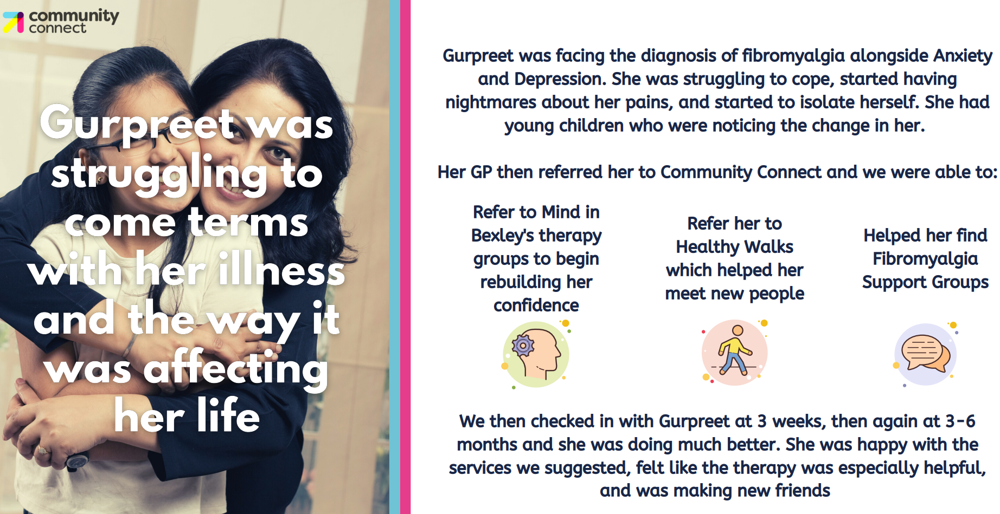 community
connect
Gurpreet was
struggling to
come terms
with her illness
and the way it
was affecting
her life
Gurpreet was facing the diagnosis of fibromyalgia alongside Anxiety
and Depression. She was struggling to cope, started having
nightmares about her pains, and started to isolate herself. She had
young children who were noticing the change in her.
Her GP then referred her to Community Connect and we were able to:
Refer to Mind in
Bexley's therapy
groups to begin
rebuilding her
confidence
Refer her to
Healthy Walks
which helped her
meet new people
Helped her find
Fibromyalgia
Support Groups
We then checked in with Gurpreet at 3 weeks, then again at 3-6
months and she was doing much better. She was happy with the
services we suggested, felt like the therapy was especially helpful,
and was making new friends